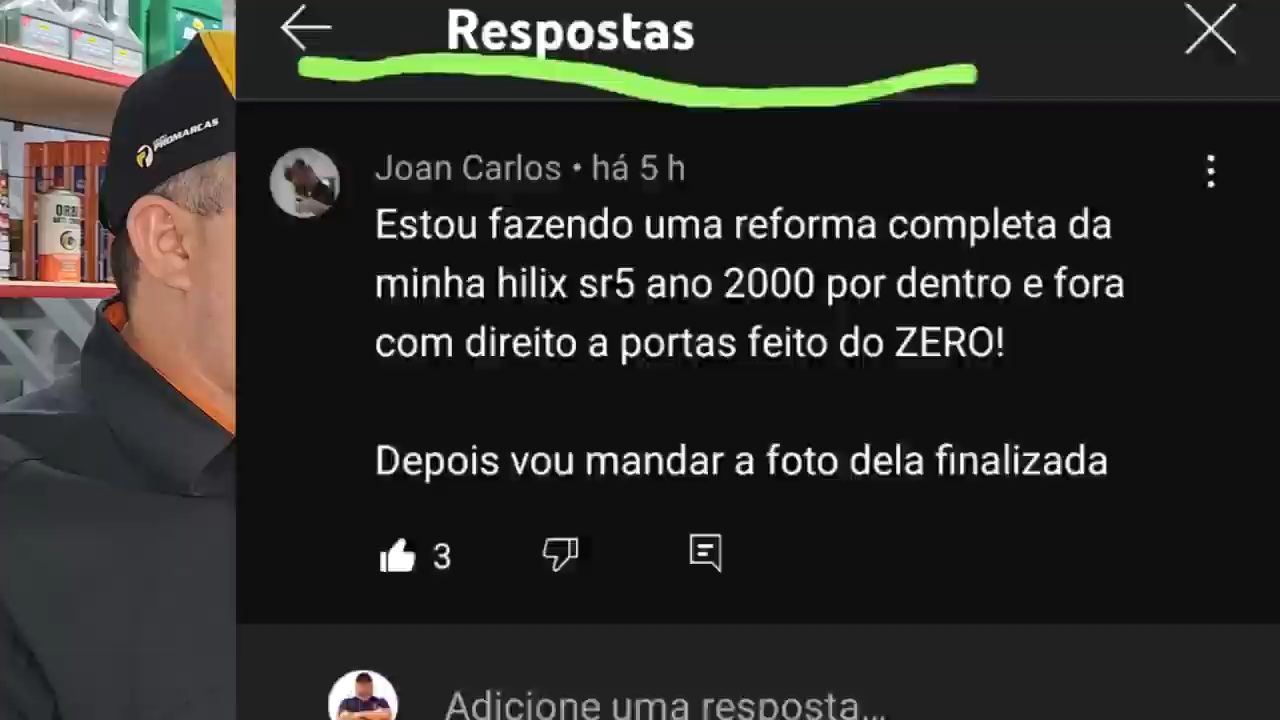 Respostas
PROMARCAS
ORBI
Joan Carlos • há 5 h
Estou fazendo uma reforma completa da
minha hilix sr5 ano 2000 por dentro e fora
com direito a portas feito do ZERO!
Depois vou mandar a foto dela finalizada
3
Adicione uma resposta...